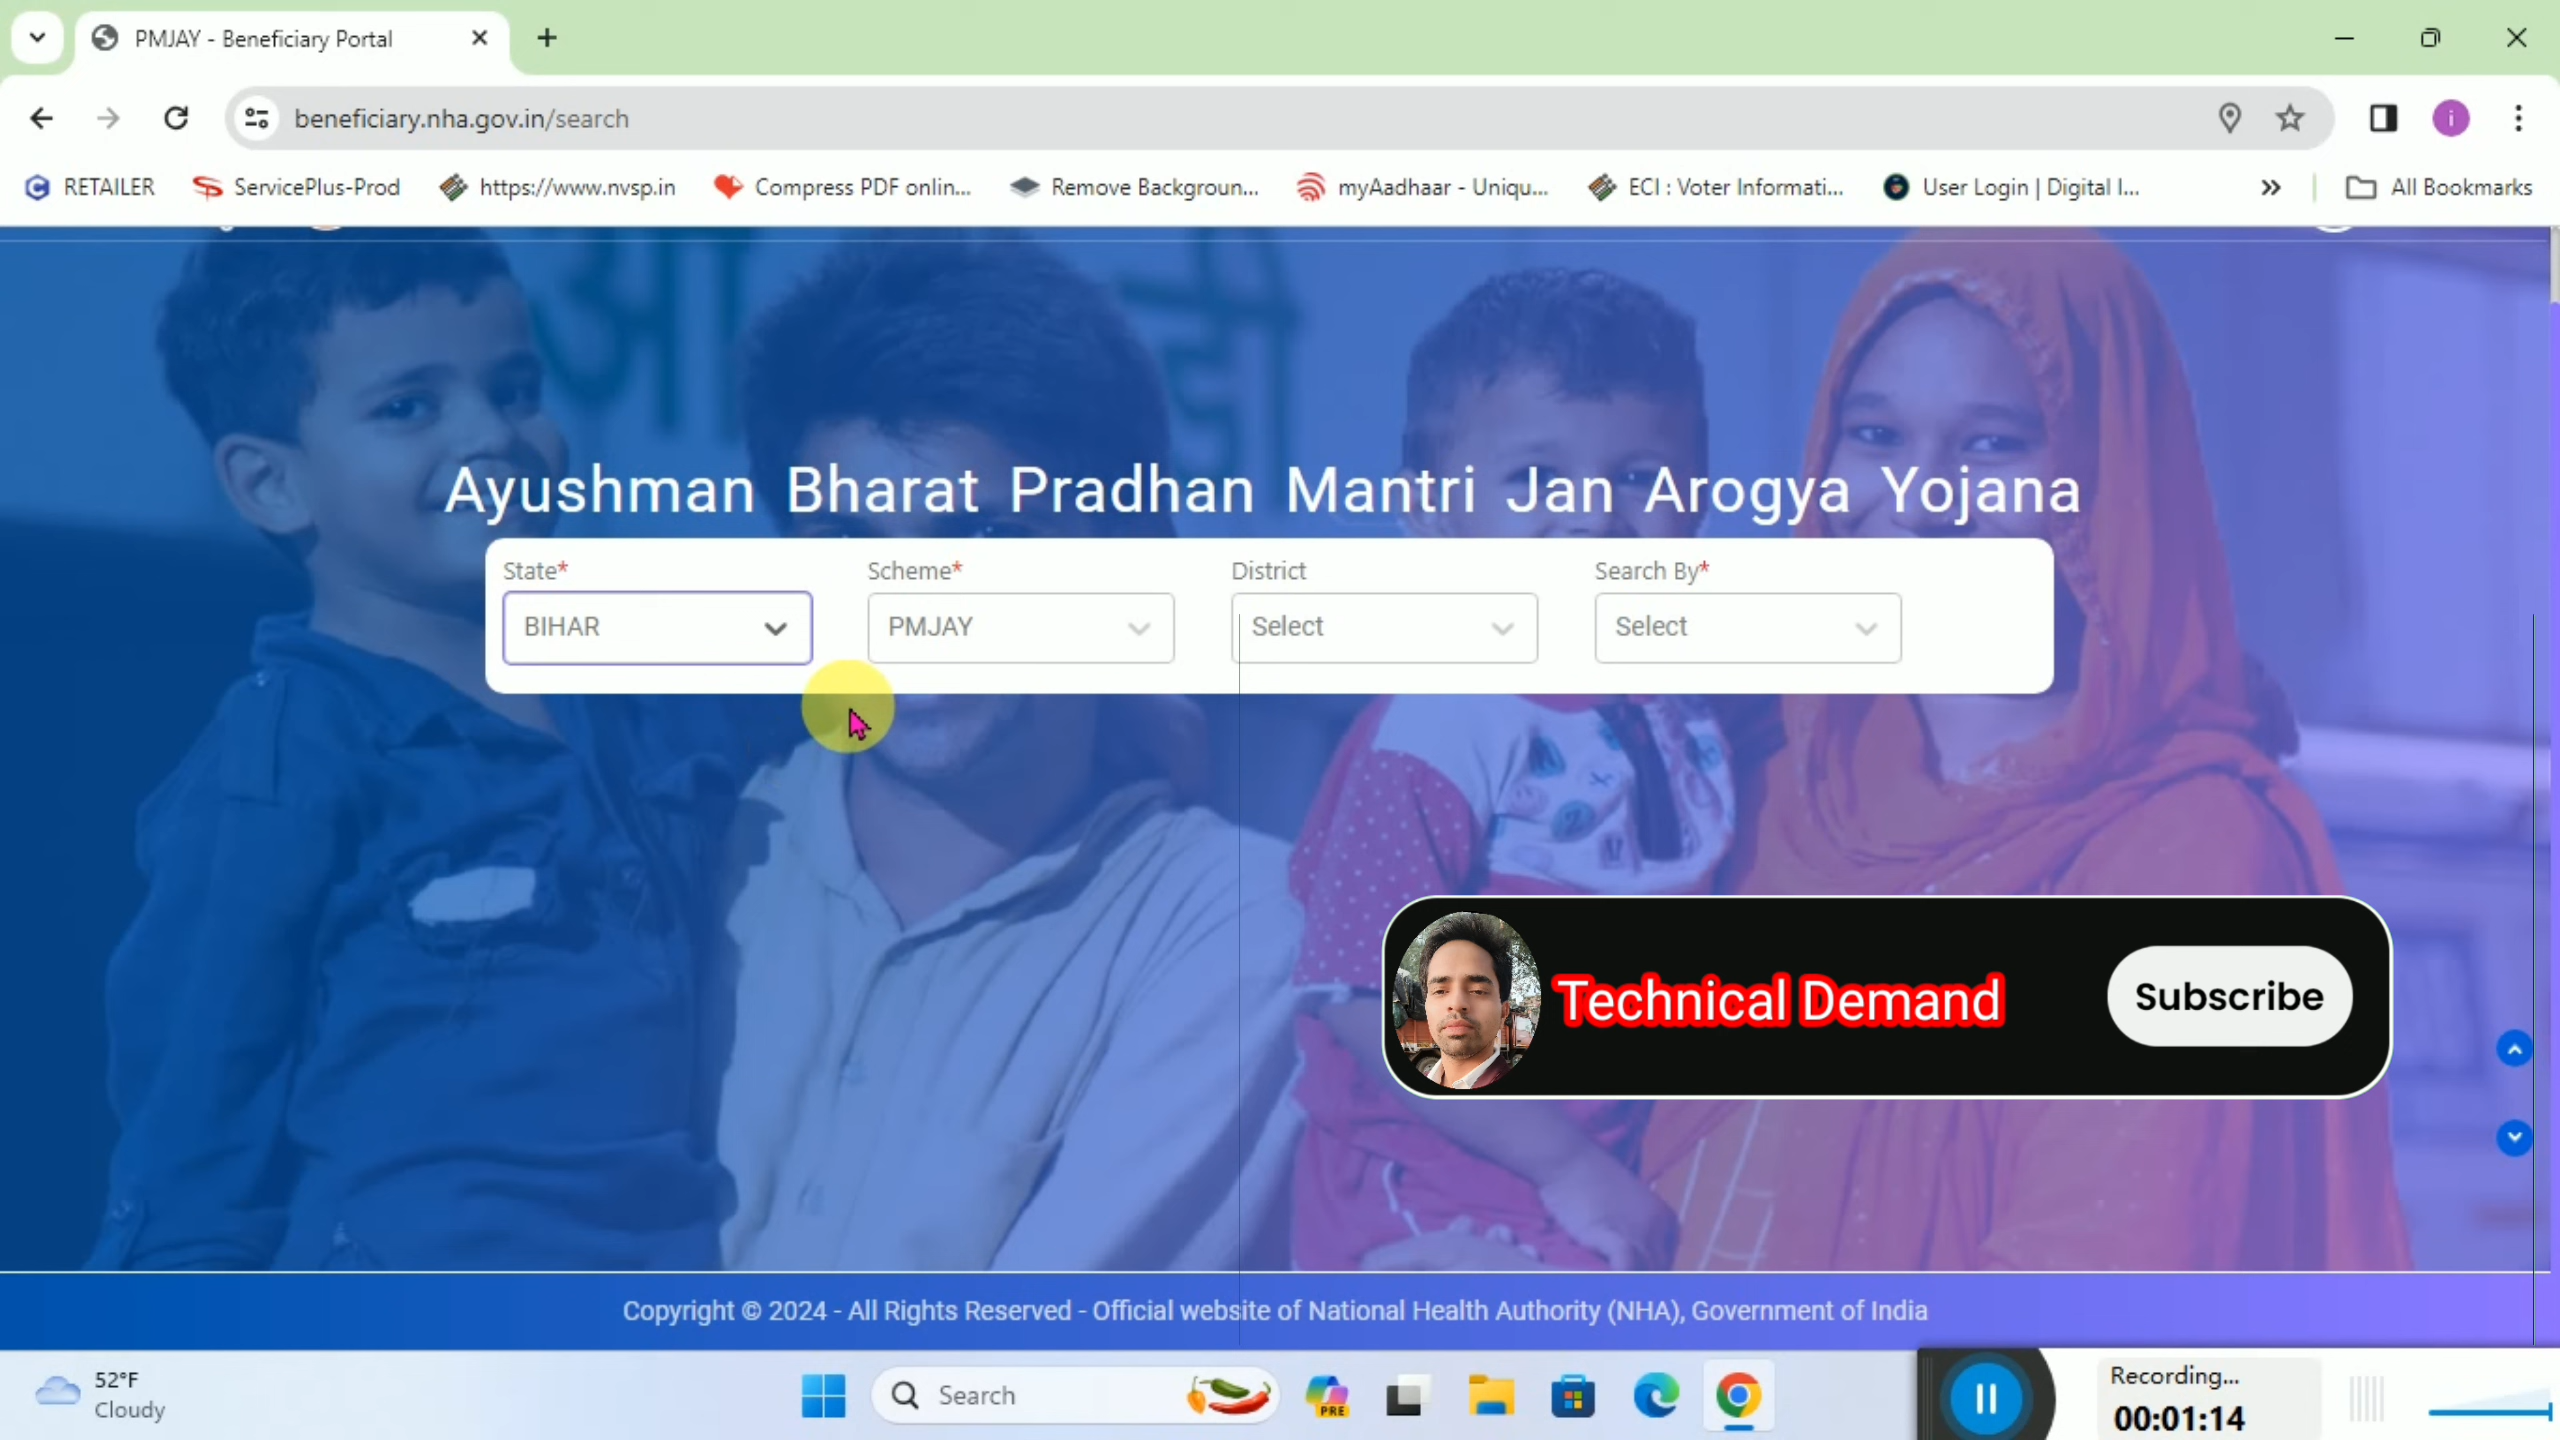 PMJAY - Beneficiary Portal
beneficiary.nha.gov.in/search
i
RETAILER
ServicePlus-Prod
https://www.nvsp.in
Compress PDF onlin...
Remove Backgroun...
myAadhaar - Uniqu...
ECI : Voter Informati...
User Login | Digital I...
All Bookmarks
Ayushman Bharat Pradhan Mantri Jan Arogya Yojana
State*
Scheme*
District
Search By*
BIHAR
PMJAY
Select
Select
Technical Demand
Subscribe
Copyright © 2024 - All Rights Reserved - Official website of National Health Authority (NHA), Government of India
52°F
Cloudy
Search
PRE
Recording...
00:01:14